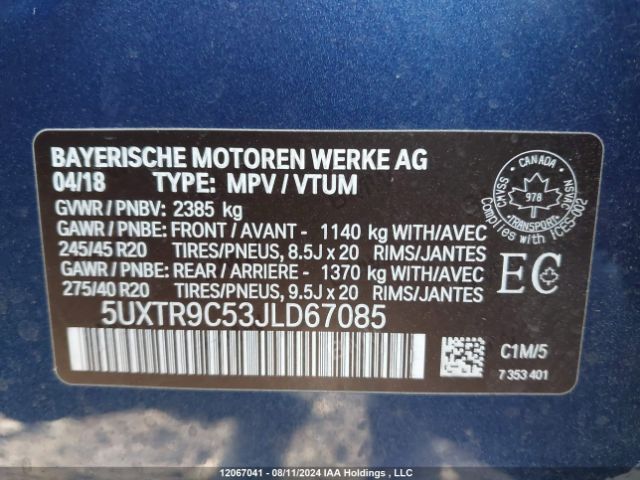 BAYERISCHE MOTOREN WERKE AG
04/18 TYPE: MPV / VTUM
GVWR / PNBV: 2385 kg
GAWR / PNBE: FRONT / AVANT - 1140 kg WITH/AVEC
245/45 R20 TIRES/PNEUS, 8.5J x 20 RIMS/JANTES
GAWR / PNBE: REAR / ARRIERE - 1370 kg WITH/AVEC
275/40 R20 TIRES/PNEUS, 9.5J x 20 RIMS/JANTES
5UXTR9C53JLD67085
CANADA
CMVSS
NSVAC
978
TRANSPORT
Complies with ICES-002
EC
C1M/5
7 353 401
12067041 - 08/11/2024 IAA Holdings , LLC